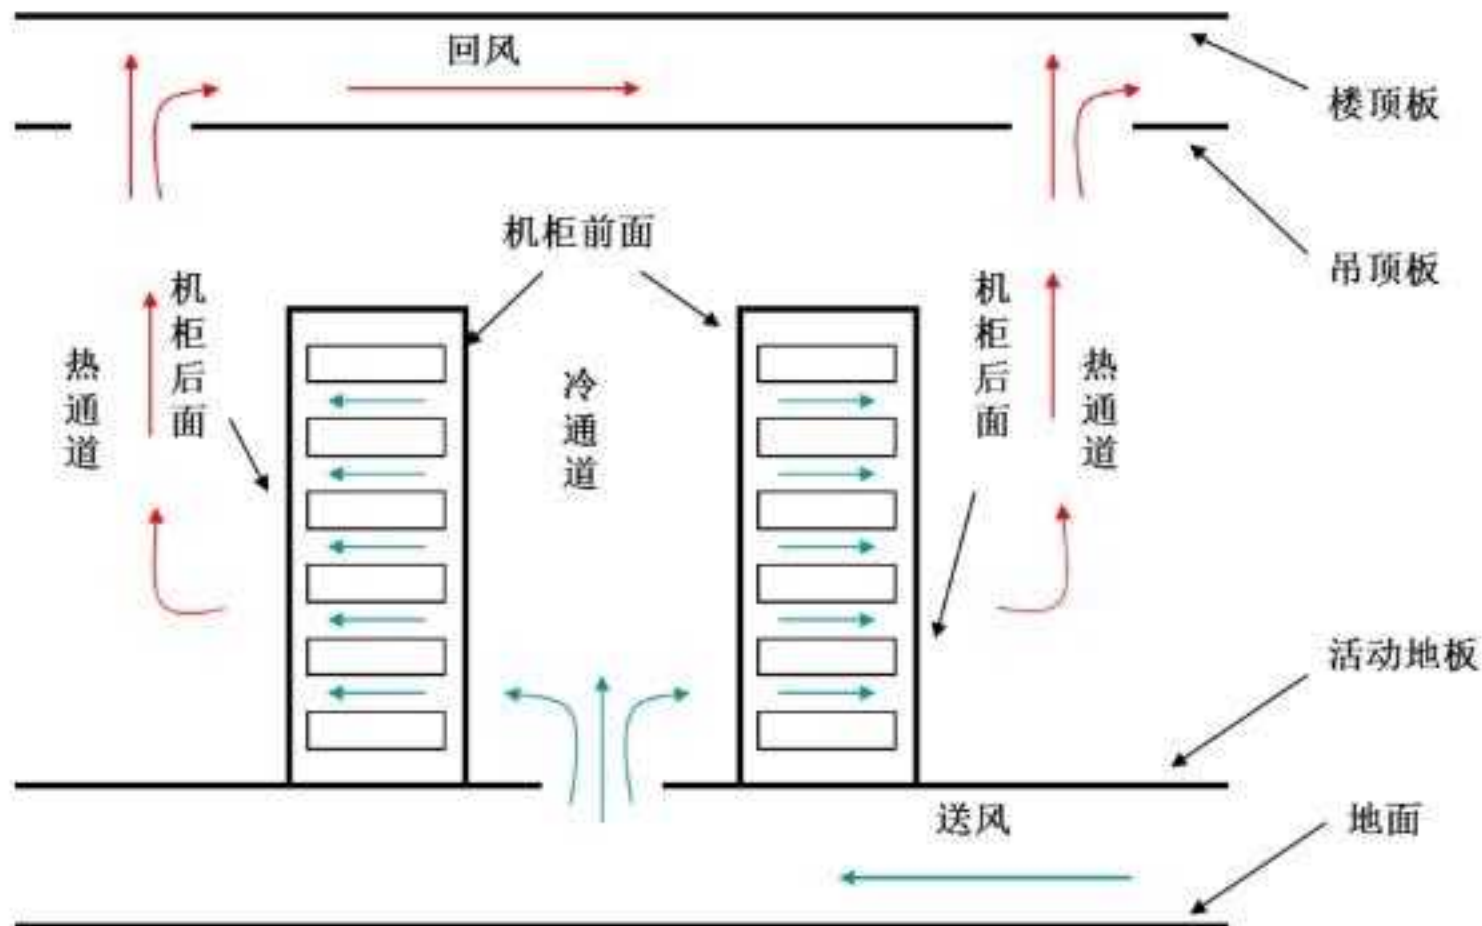 回风
楼顶板
机柜前面
吊顶板
机柜后面
机柜后面
热通道
冷通道
热通道
活动地板
送风
地面